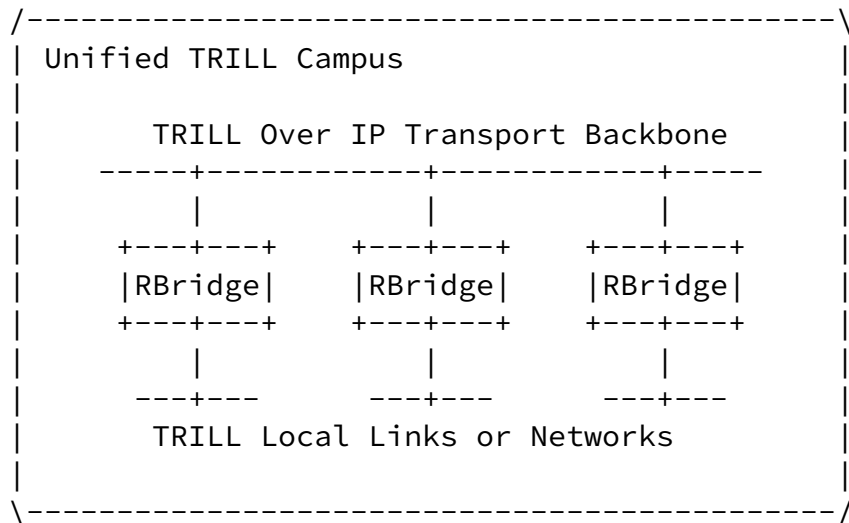 Unified TRILL Campus
TRILL Over IP Transport Backbone
RBridge RBridge RBridge
TRILL Local Links or Networks